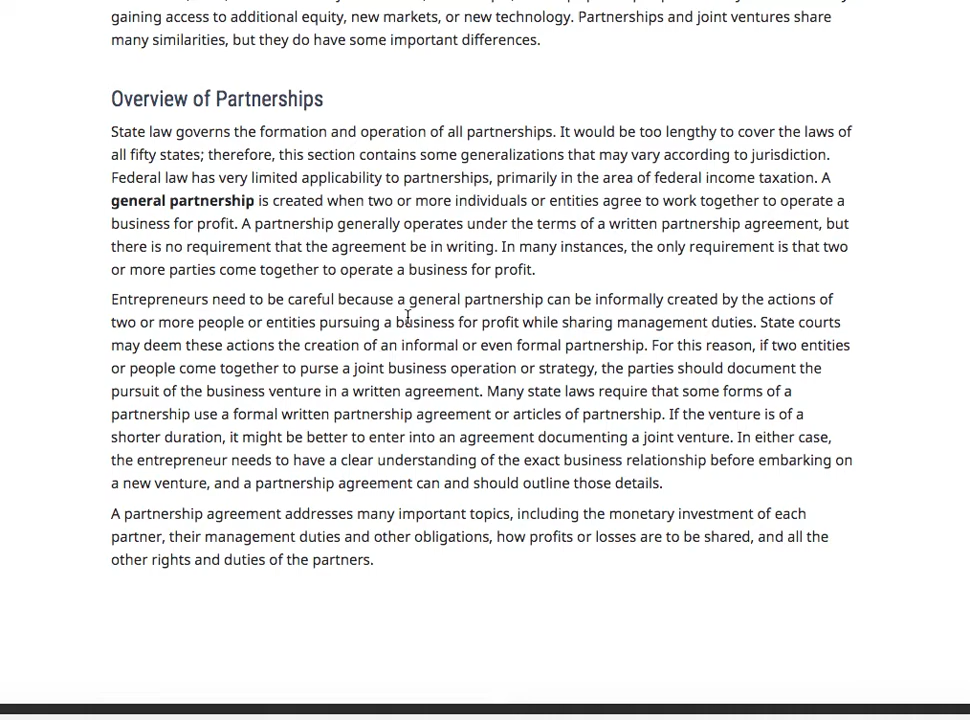 gaining access to additional equity, new markets, or new technology. Partnerships and joint ventures share
many similarities, but they do have some important differences.
Overview of Partnerships
State law governs the formation and operation of all partnerships. It would be too lengthy to cover the laws of
all fifty states; therefore, this section contains some generalizations that may vary according to jurisdiction.
Federal law has very limited applicability to partnerships, primarily in the area of federal income taxation. A
general partnership is created when two or more individuals or entities agree to work together to operate a
business for profit. A partnership generally operates under the terms of a written partnership agreement, but
there is no requirement that the agreement be in writing. In many instances, the only requirement is that two
or more parties come together to operate a business for profit.
Entrepreneurs need to be careful because a general partnership can be informally created by the actions of
two or more people or entities pursuing a business for profit while sharing management duties. State courts
may deem these actions the creation of an informal or even formal partnership. For this reason, if two entities
or people come together to purse a joint business operation or strategy, the parties should document the
pursuit of the business venture in a written agreement. Many state laws require that some forms of a
partnership use a formal written partnership agreement or articles of partnership. If the venture is of a
shorter duration, it might be better to enter into an agreement documenting a joint venture. In either case,
the entrepreneur needs to have a clear understanding of the exact business relationship before embarking on
a new venture, and a partnership agreement can and should outline those details.
A partnership agreement addresses many important topics, including the monetary investment of each
partner, their management duties and other obligations, how profits or losses are to be shared, and all the
other rights and duties of the partners.